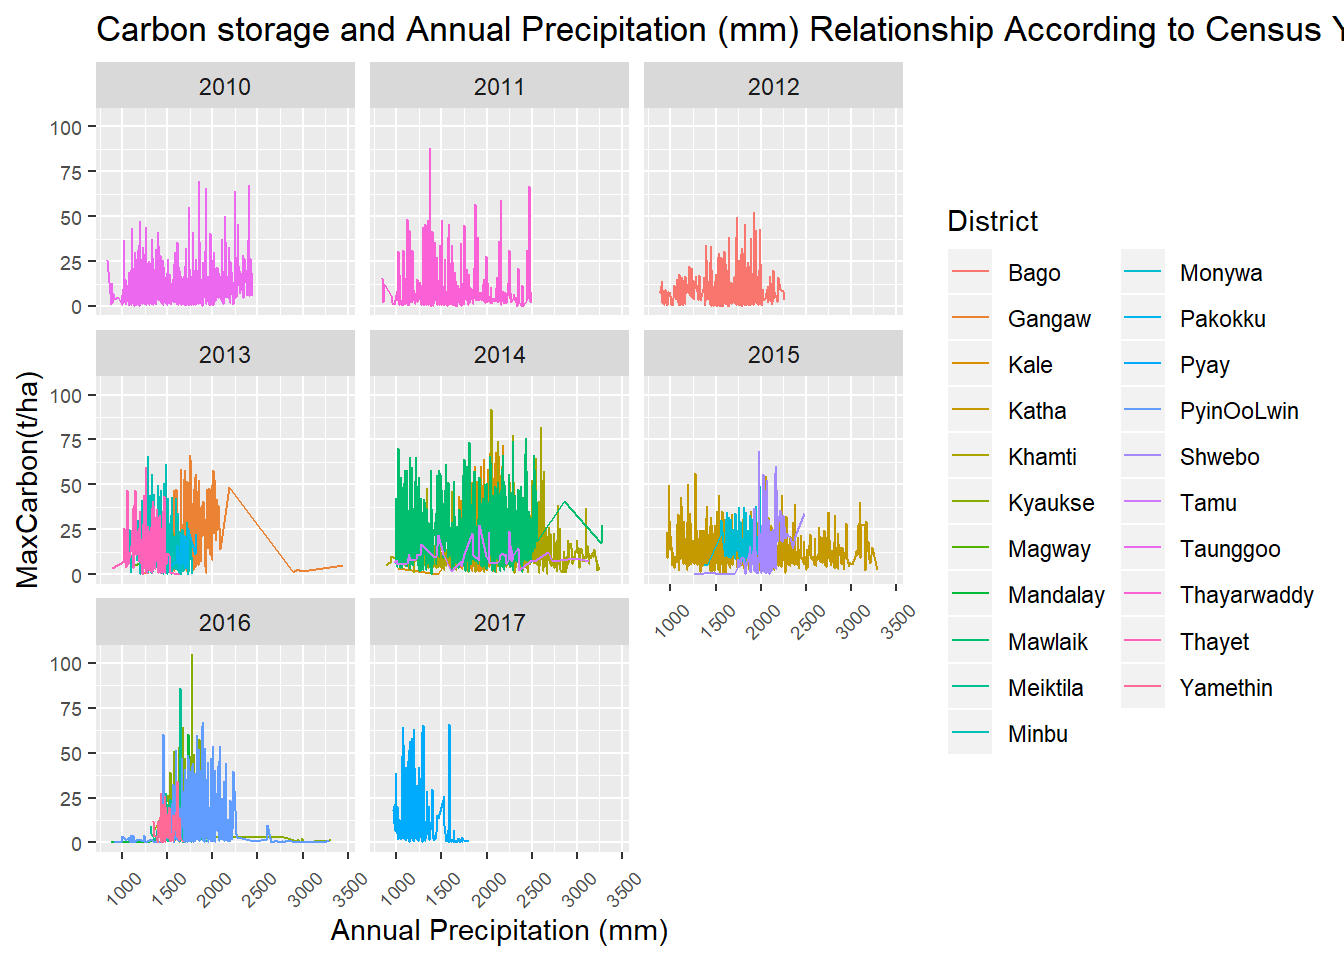 Carbon storage and Annual Precipitation (mm) Relationship According to Census Y
2010 2011 2012
100
75
50
25
0
2013 2014 2015
100
75
50
25
0
1000 1500 2000 2500 3000 3500
2016 2017
100
75
50
25
0
1000 1500 2000 2500 3000 3500 1000 1500 2000 2500 3000 3500
MaxCarbon(t/ha)
Annual Precipitation (mm)
District
Bago
Gangaw
Kale
Katha
Khamti
Kyaukse
Magway
Mandalay
Mawlaik
Meiktila
Minbu
Monywa
Pakokku
Pyay
PyinOoLwin
Shwebo
Tamu
Taunggoo
Thayarwaddy
Thayet
Yamethin